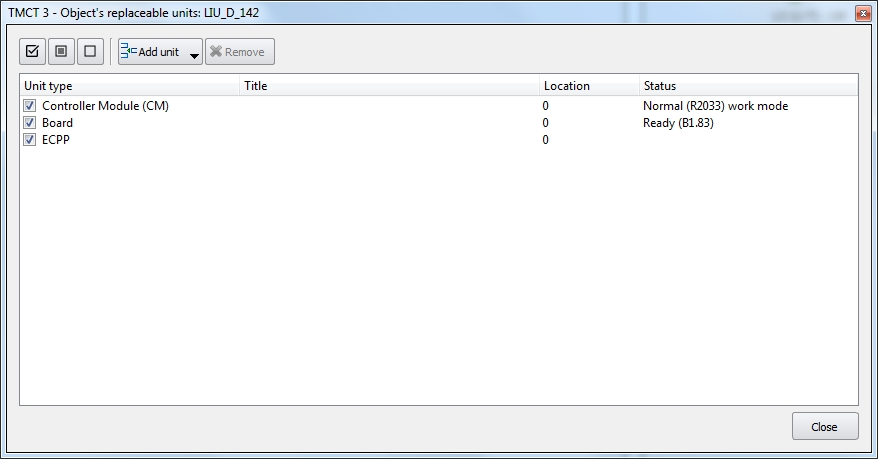 TMCT 3 - Object's replaceable units: LIU_D_142
Add unit Remove
Unit type Title Location Status
Controller Module (CM) 0 Normal (R2033) work mode
Board 0 Ready (B1.83)
ECPP 0
Close